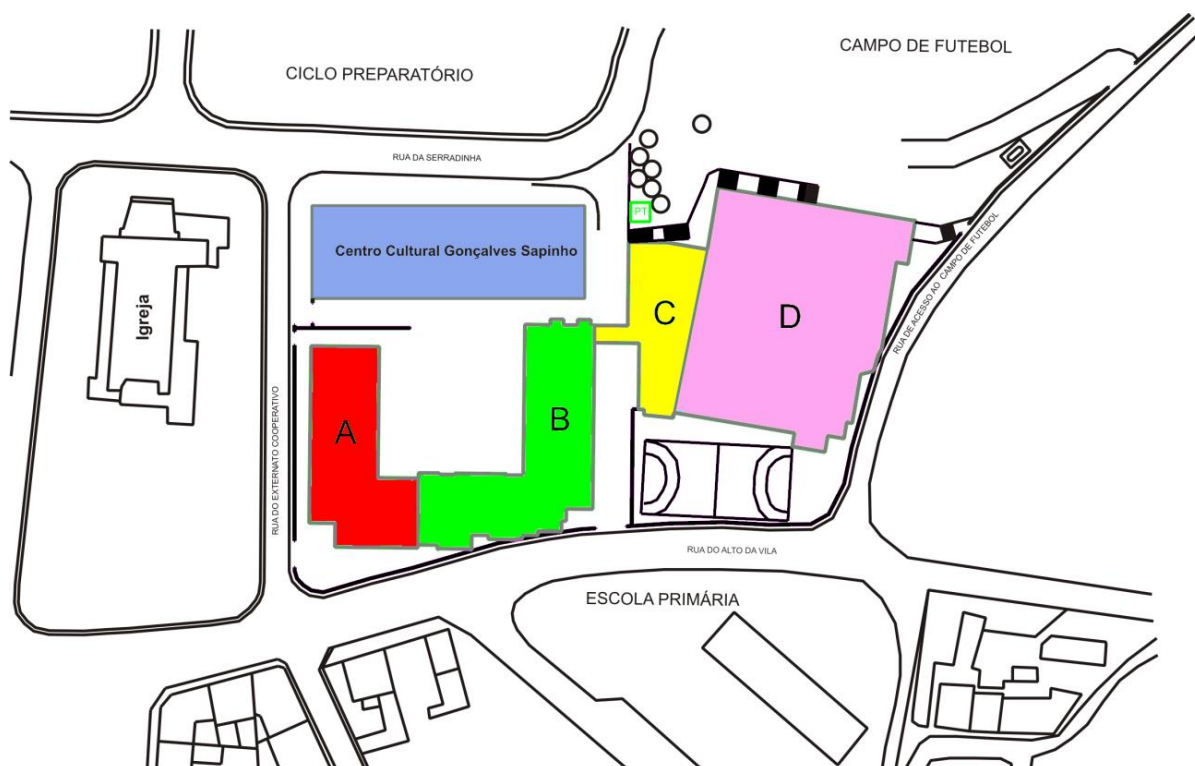 CAMPO DE FUTEBOL
CICLO PREPARATÓRIO
RUA DA SERRADINHA
PT
Centro Cultural Gonçalves Sapinho
Igreja
C
D
RUA DE ACESSO AO CAMPO DE FUTEBOL
A
B
RUA DO EXTERNATO COOPERATIVO
RUA DO ALTO DA VILA
ESCOLA PRIMÁRIA